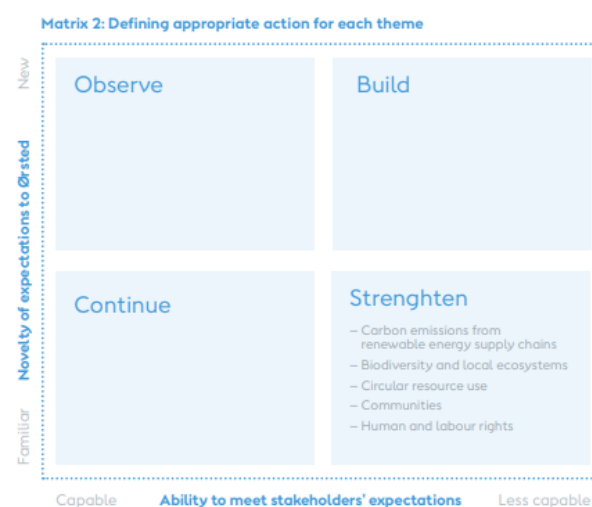 Matrix 2: Defining appropriate action for each theme
New
Observe
Build
Novelty of expectations to Ørsted
Continue
Strenghten
– Carbon emissions from
renewable energy supply chains
– Biodiversity and local ecosystems
– Circular resource use
– Communities
– Human and labour rights
Familiar
Capable
Ability to meet stakeholders' expectations
Less capable